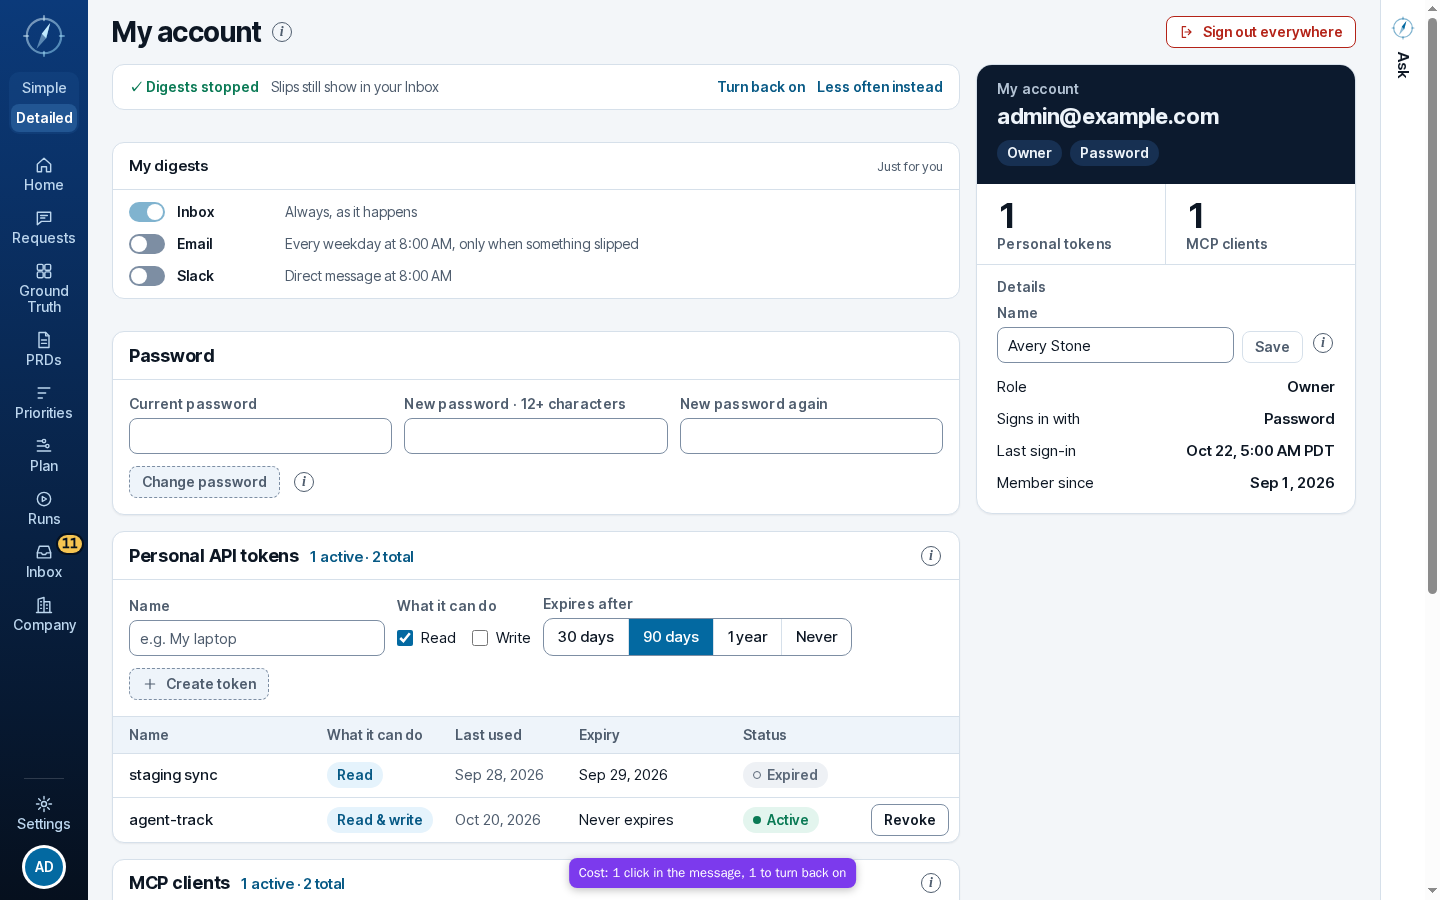 Simple
Detailed
Home
Requests
Ground
Truth
PRDs
Priorities
Plan
Runs
11
Inbox
Company
Settings
AD
My account
i
Sign out everywhere
✓ Digests stopped Slips still show in your Inbox Turn back on Less often instead
My digests Just for you
Inbox Always, as it happens
Email Every weekday at 8:00 AM, only when something slipped
Slack Direct message at 8:00 AM
Password
Current password New password · 12+ characters New password again
Change password i
Personal API tokens 1 active · 2 total i
Name What it can do Expires after
e.g. My laptop Read Write 30 days 90 days 1 year Never
Create token
Name What it can do Last used Expiry Status
staging sync Read Sep 28, 2026 Sep 29, 2026 Expired
agent-track Read & write Oct 20, 2026 Never expires Active Revoke
MCP clients 1 active · 2 total i
Cost: 1 click in the message, 1 to turn back on
My account
admin@example.com
Owner Password
1 1
Personal tokens MCP clients
Details
Name
Avery Stone Save i
Role Owner
Signs in with Password
Last sign-in Oct 22, 5:00 AM PDT
Member since Sep 1, 2026
Ask